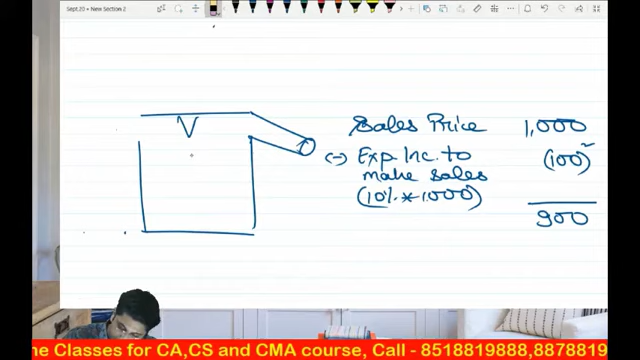 Sept.20 • New Section 2
V
Sales Price 1,000
(-) Exp. Inc. to (100)
make sales
(10% * 1000)
900
ne Classes for CA,CS and CMA course, Call - 8518819888,8878819